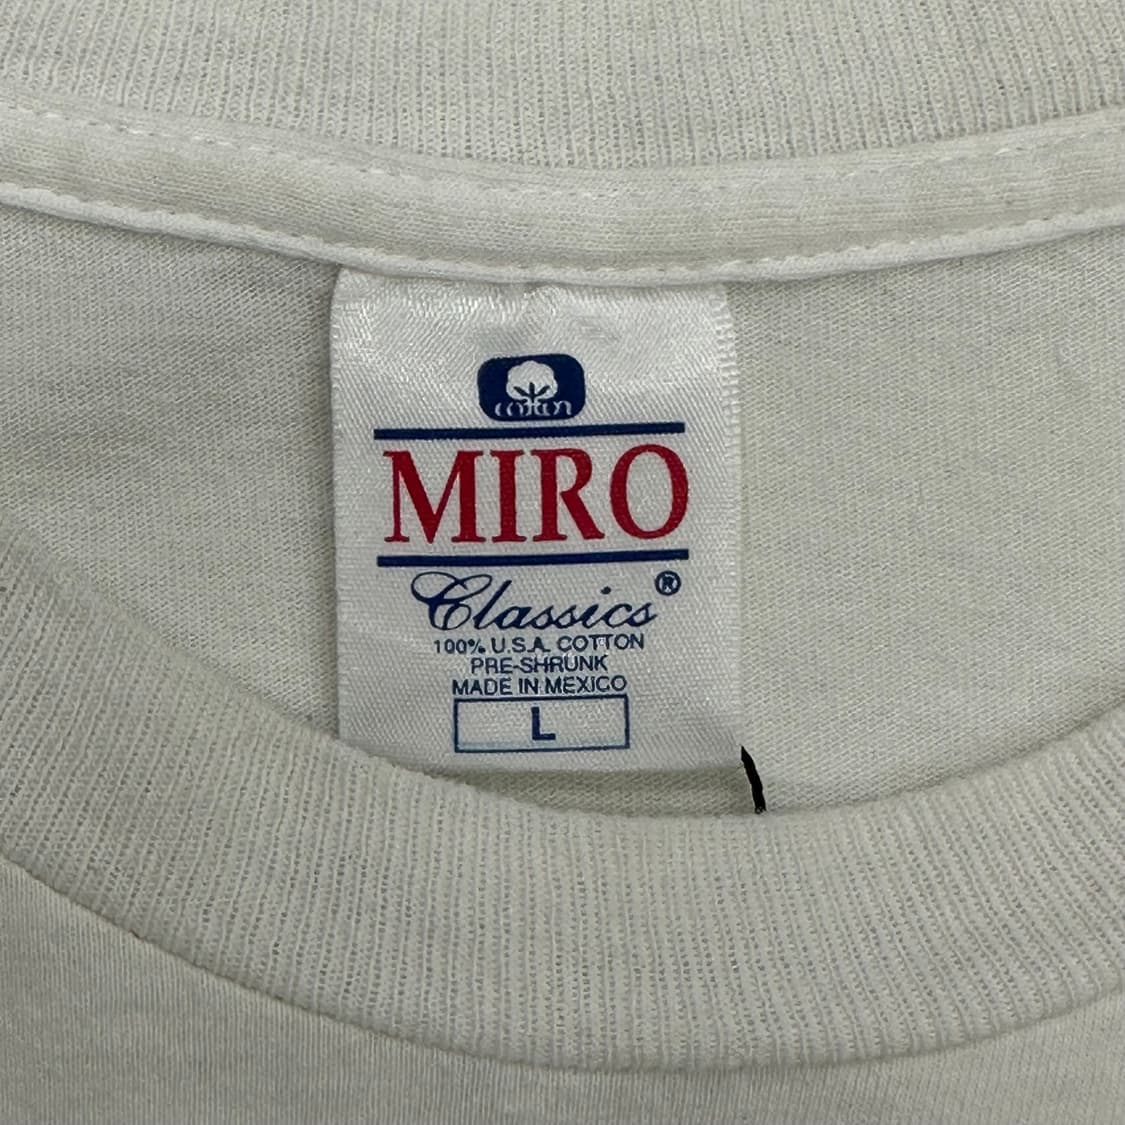 cotton
MIRO
Classics®
100% U.S.A. COTTON
PRE-SHRUNK
MADE IN MEXICO
L